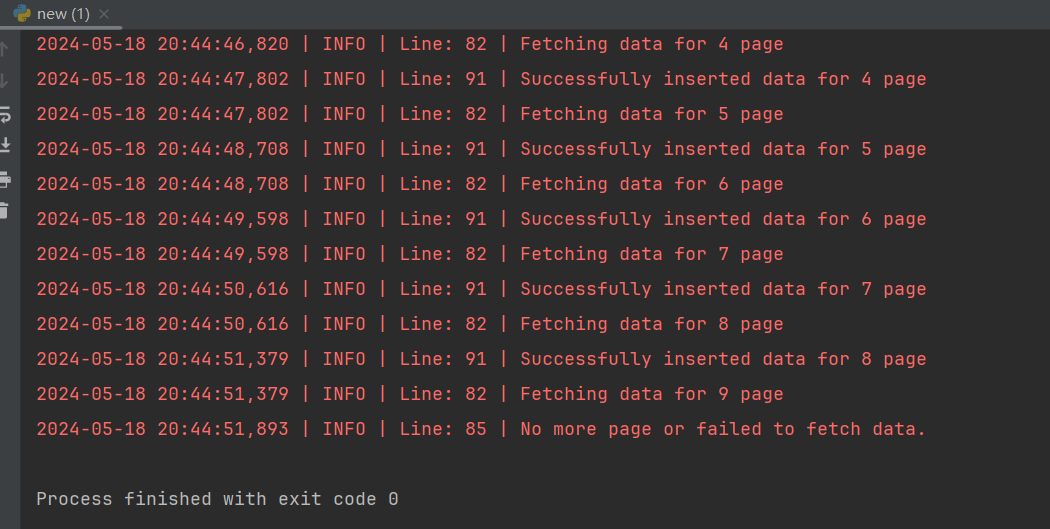 new (1)
2024-05-18 20:44:46,820 | INFO | Line: 82 | Fetching data for 4 page
2024-05-18 20:44:47,802 | INFO | Line: 91 | Successfully inserted data for 4 page
2024-05-18 20:44:47,802 | INFO | Line: 82 | Fetching data for 5 page
2024-05-18 20:44:48,708 | INFO | Line: 91 | Successfully inserted data for 5 page
2024-05-18 20:44:48,708 | INFO | Line: 82 | Fetching data for 6 page
2024-05-18 20:44:49,598 | INFO | Line: 91 | Successfully inserted data for 6 page
2024-05-18 20:44:49,598 | INFO | Line: 82 | Fetching data for 7 page
2024-05-18 20:44:50,616 | INFO | Line: 91 | Successfully inserted data for 7 page
2024-05-18 20:44:50,616 | INFO | Line: 82 | Fetching data for 8 page
2024-05-18 20:44:51,379 | INFO | Line: 91 | Successfully inserted data for 8 page
2024-05-18 20:44:51,379 | INFO | Line: 82 | Fetching data for 9 page
2024-05-18 20:44:51,893 | INFO | Line: 85 | No more page or failed to fetch data.
Process finished with exit code 0